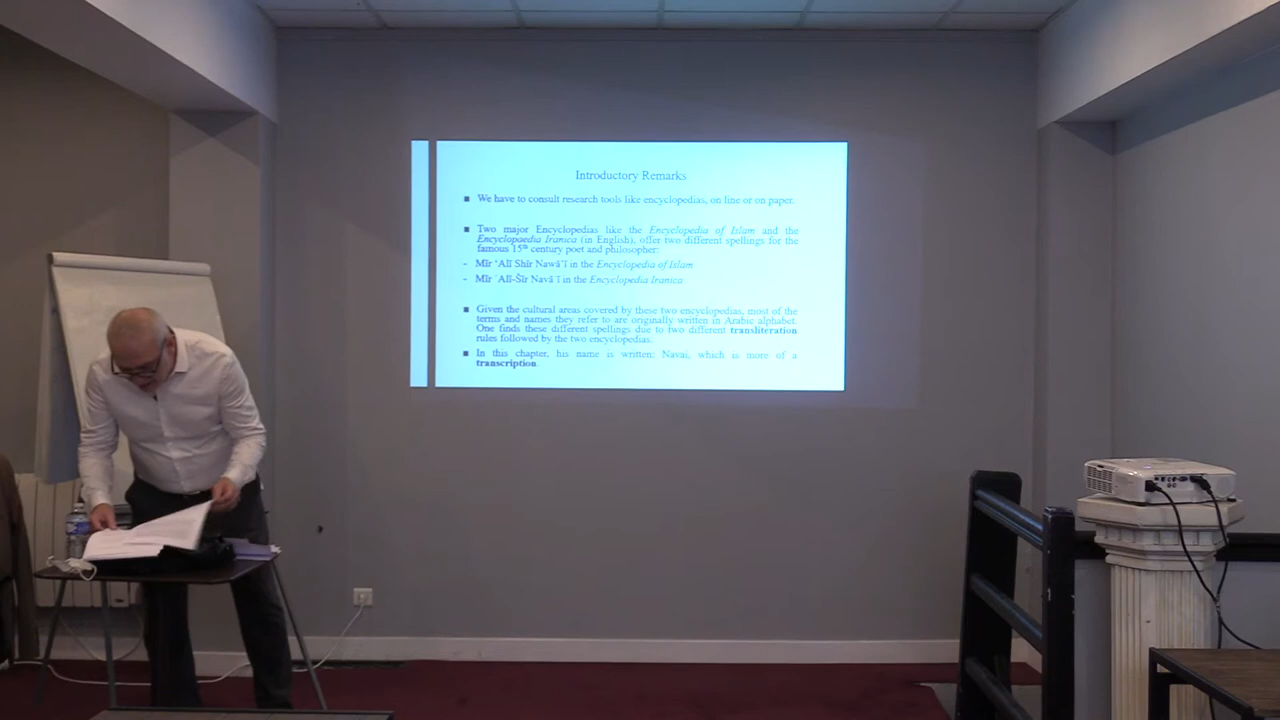 Introductory Remarks
■ We have to consult research tools like encyclopedias, on line or on paper.
■ Two major Encyclopedias like the Encyclopedia of Islam and the
Encyclopaedia Iranica (in English), offer two different spellings for the
famous 15th century poet and philosopher:
- Mīr ʻAlī Shīr Nawāʼī in the Encyclopedia of Islam
- Mīr ʻAlī-Šīr Navāʼī in the Encyclopedia Iranica
■ Given the cultural areas covered by these two encyclopedias, most of the
terms and names they refer to are originally written in Arabic alphabet.
One finds these different spellings due to two different transliteration
rules followed by the two encyclopedias.
■ In this chapter, his name is written: Navai, which is more of a
transcription.